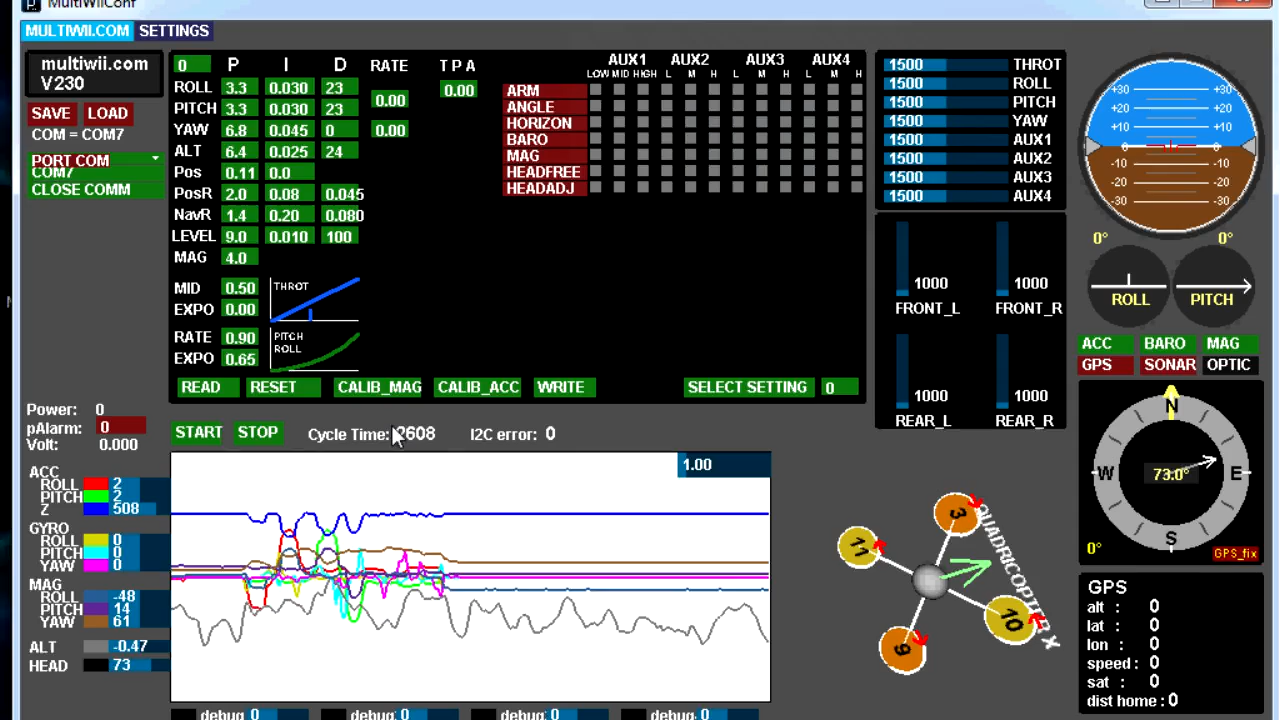 MultiWiiConf
MULTIWII.COM SETTINGS
multiwii.com
V230
SAVE LOAD
COM = COM7
PORT COM
COM7
CLOSE COMM
0 P I D RATE T P A
ROLL 3.3 0.030 23
PITCH 3.3 0.030 23
YAW 6.8 0.045 0
ALT 6.4 0.025 24
Pos 0.11 0.0
PosR 2.0 0.08 0.045
NavR 1.4 0.20 0.080
LEVEL 9.0 0.010 100
MAG 4.0
0.00
0.00
0.00
MID 0.50
EXPO 0.00
THROT
RATE 0.90
EXPO 0.65
PITCH
ROLL
AUX1 AUX2 AUX3 AUX4
LOW MID HIGH L M H L M H L M H
ARM
ANGLE
HORIZON
BARO
MAG
HEADFREE
HEADADJ
READ RESET CALIB_MAG CALIB_ACC WRITE SELECT SETTING 0
1500 THROT
1500 ROLL
1500 PITCH
1500 YAW
1500 AUX1
1500 AUX2
1500 AUX3
1500 AUX4
1000 1000
FRONT_L FRONT_R
1000 1000
REAR_L REAR_R
+30 +30
+20 +20
+10 +10
0 0
-10 -10
-20 -20
-30 -30
0° 0°
ROLL PITCH
ACC BARO MAG
GPS SONAR OPTIC
N
W 73.0° E
S
0° GPS_fix
Power: 0
pAlarm: 0
Volt: 0.000
START STOP Cycle Time: 2608 I2C error: 0
1.00
ACC
ROLL 2
PITCH 2
Z 508
GYRO
ROLL 0
PITCH 0
YAW 0
MAG
ROLL -48
PITCH 14
YAW 61
ALT -0.47
HEAD 73
3
11
10
9
QUADRICOPTER X
GPS
alt : 0
lat : 0
lon : 0
speed : 0
sat : 0
dist home : 0
debug 0 debug 0 debug 0 debug 0